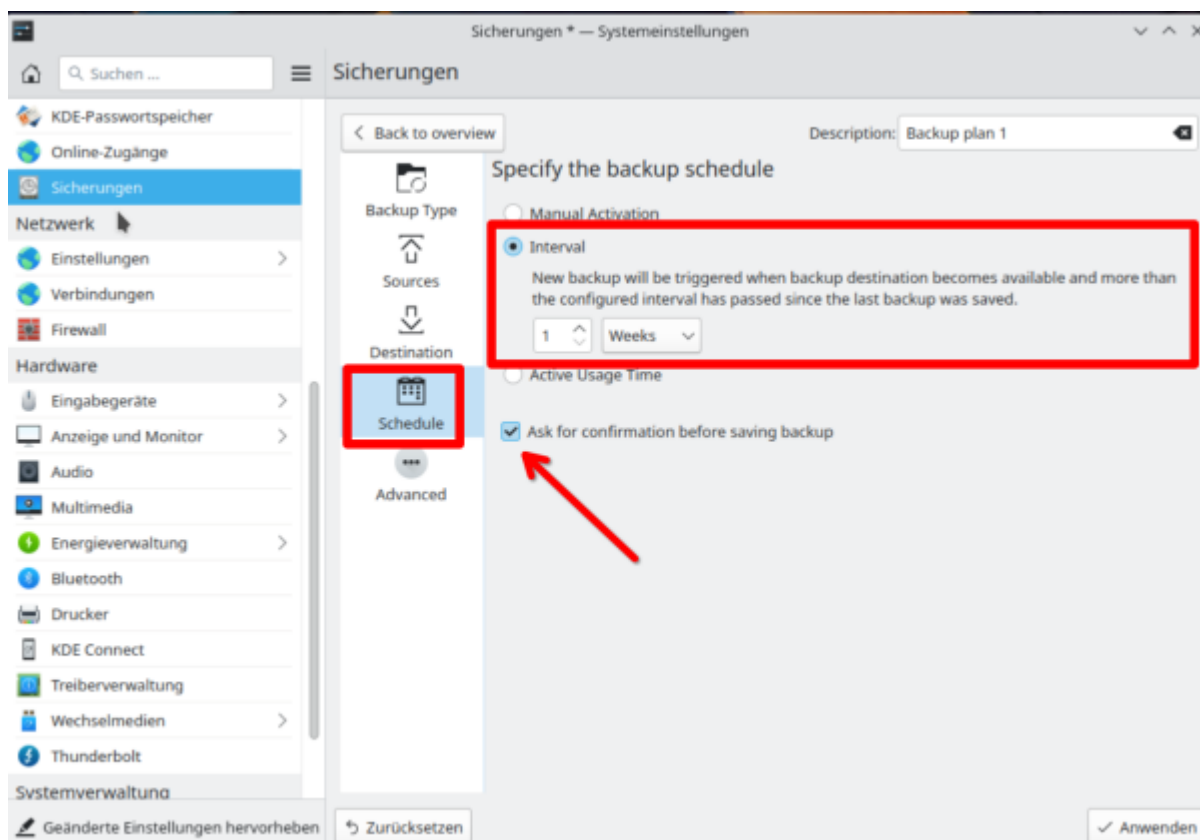 Sicherungen * — Systemeinstellungen
Suchen ...
Sicherungen
KDE-Passwortspeicher
Online-Zugänge
Sicherungen
Netzwerk
Einstellungen
Verbindungen
Firewall
Hardware
Eingabegeräte
Anzeige und Monitor
Audio
Multimedia
Energieverwaltung
Bluetooth
Drucker
KDE Connect
Treiberverwaltung
Wechselmedien
Thunderbolt
Systemverwaltung
Geänderte Einstellungen hervorheben
Back to overview
Description: Backup plan 1
Backup Type
Sources
Destination
Schedule
Advanced
Specify the backup schedule
Manual Activation
Interval
New backup will be triggered when backup destination becomes available and more than
the configured interval has passed since the last backup was saved.
1 Weeks
Active Usage Time
Ask for confirmation before saving backup
Zurücksetzen
Anwenden